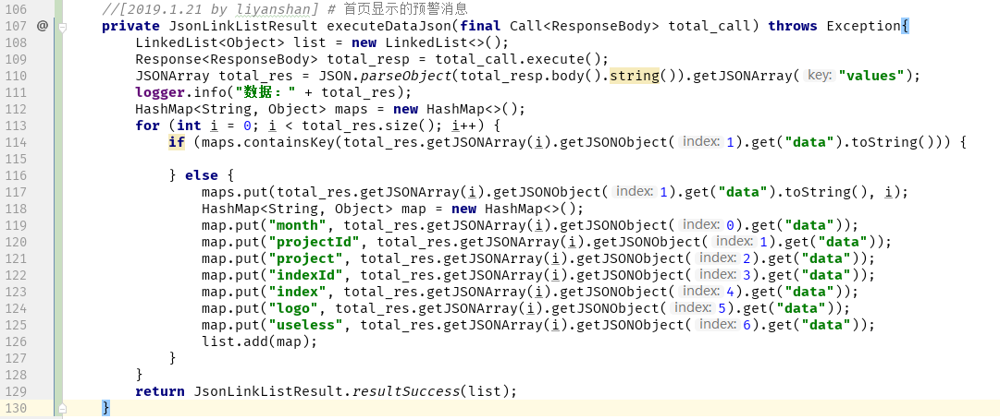 106 //[2019.1.21 by liyanshan] # 首页显示的预警消息
107 @ private JsonLinkListResult executeDataJson(final Call<ResponseBody> total_call) throws Exception{
108 LinkedList<Object> list = new LinkedList<>();
109 Response<ResponseBody> total_resp = total_call.execute();
110 JSONArray total_res = JSON.parseObject(total_resp.body().string()).getJSONArray( key: "values");
111 logger.info("数据：" + total_res);
112 HashMap<String, Object> maps = new HashMap<>();
113 for (int i = 0; i < total_res.size(); i++) {
114 if (maps.containsKey(total_res.getJSONArray(i).getJSONObject( index: 1).get("data").toString())) {
115
116 } else {
117 maps.put(total_res.getJSONArray(i).getJSONObject( index: 1).get("data").toString(), i);
118 HashMap<String, Object> map = new HashMap<>();
119 map.put("month", total_res.getJSONArray(i).getJSONObject( index: 0).get("data"));
120 map.put("projectId", total_res.getJSONArray(i).getJSONObject( index: 1).get("data"));
121 map.put("project", total_res.getJSONArray(i).getJSONObject( index: 2).get("data"));
122 map.put("indexId", total_res.getJSONArray(i).getJSONObject( index: 3).get("data"));
123 map.put("index", total_res.getJSONArray(i).getJSONObject( index: 4).get("data"));
124 map.put("logo", total_res.getJSONArray(i).getJSONObject( index: 5).get("data"));
125 map.put("useless", total_res.getJSONArray(i).getJSONObject( index: 6).get("data"));
126 list.add(map);
127 }
128 }
129 return JsonLinkListResult.resultSuccess(list);
130 }